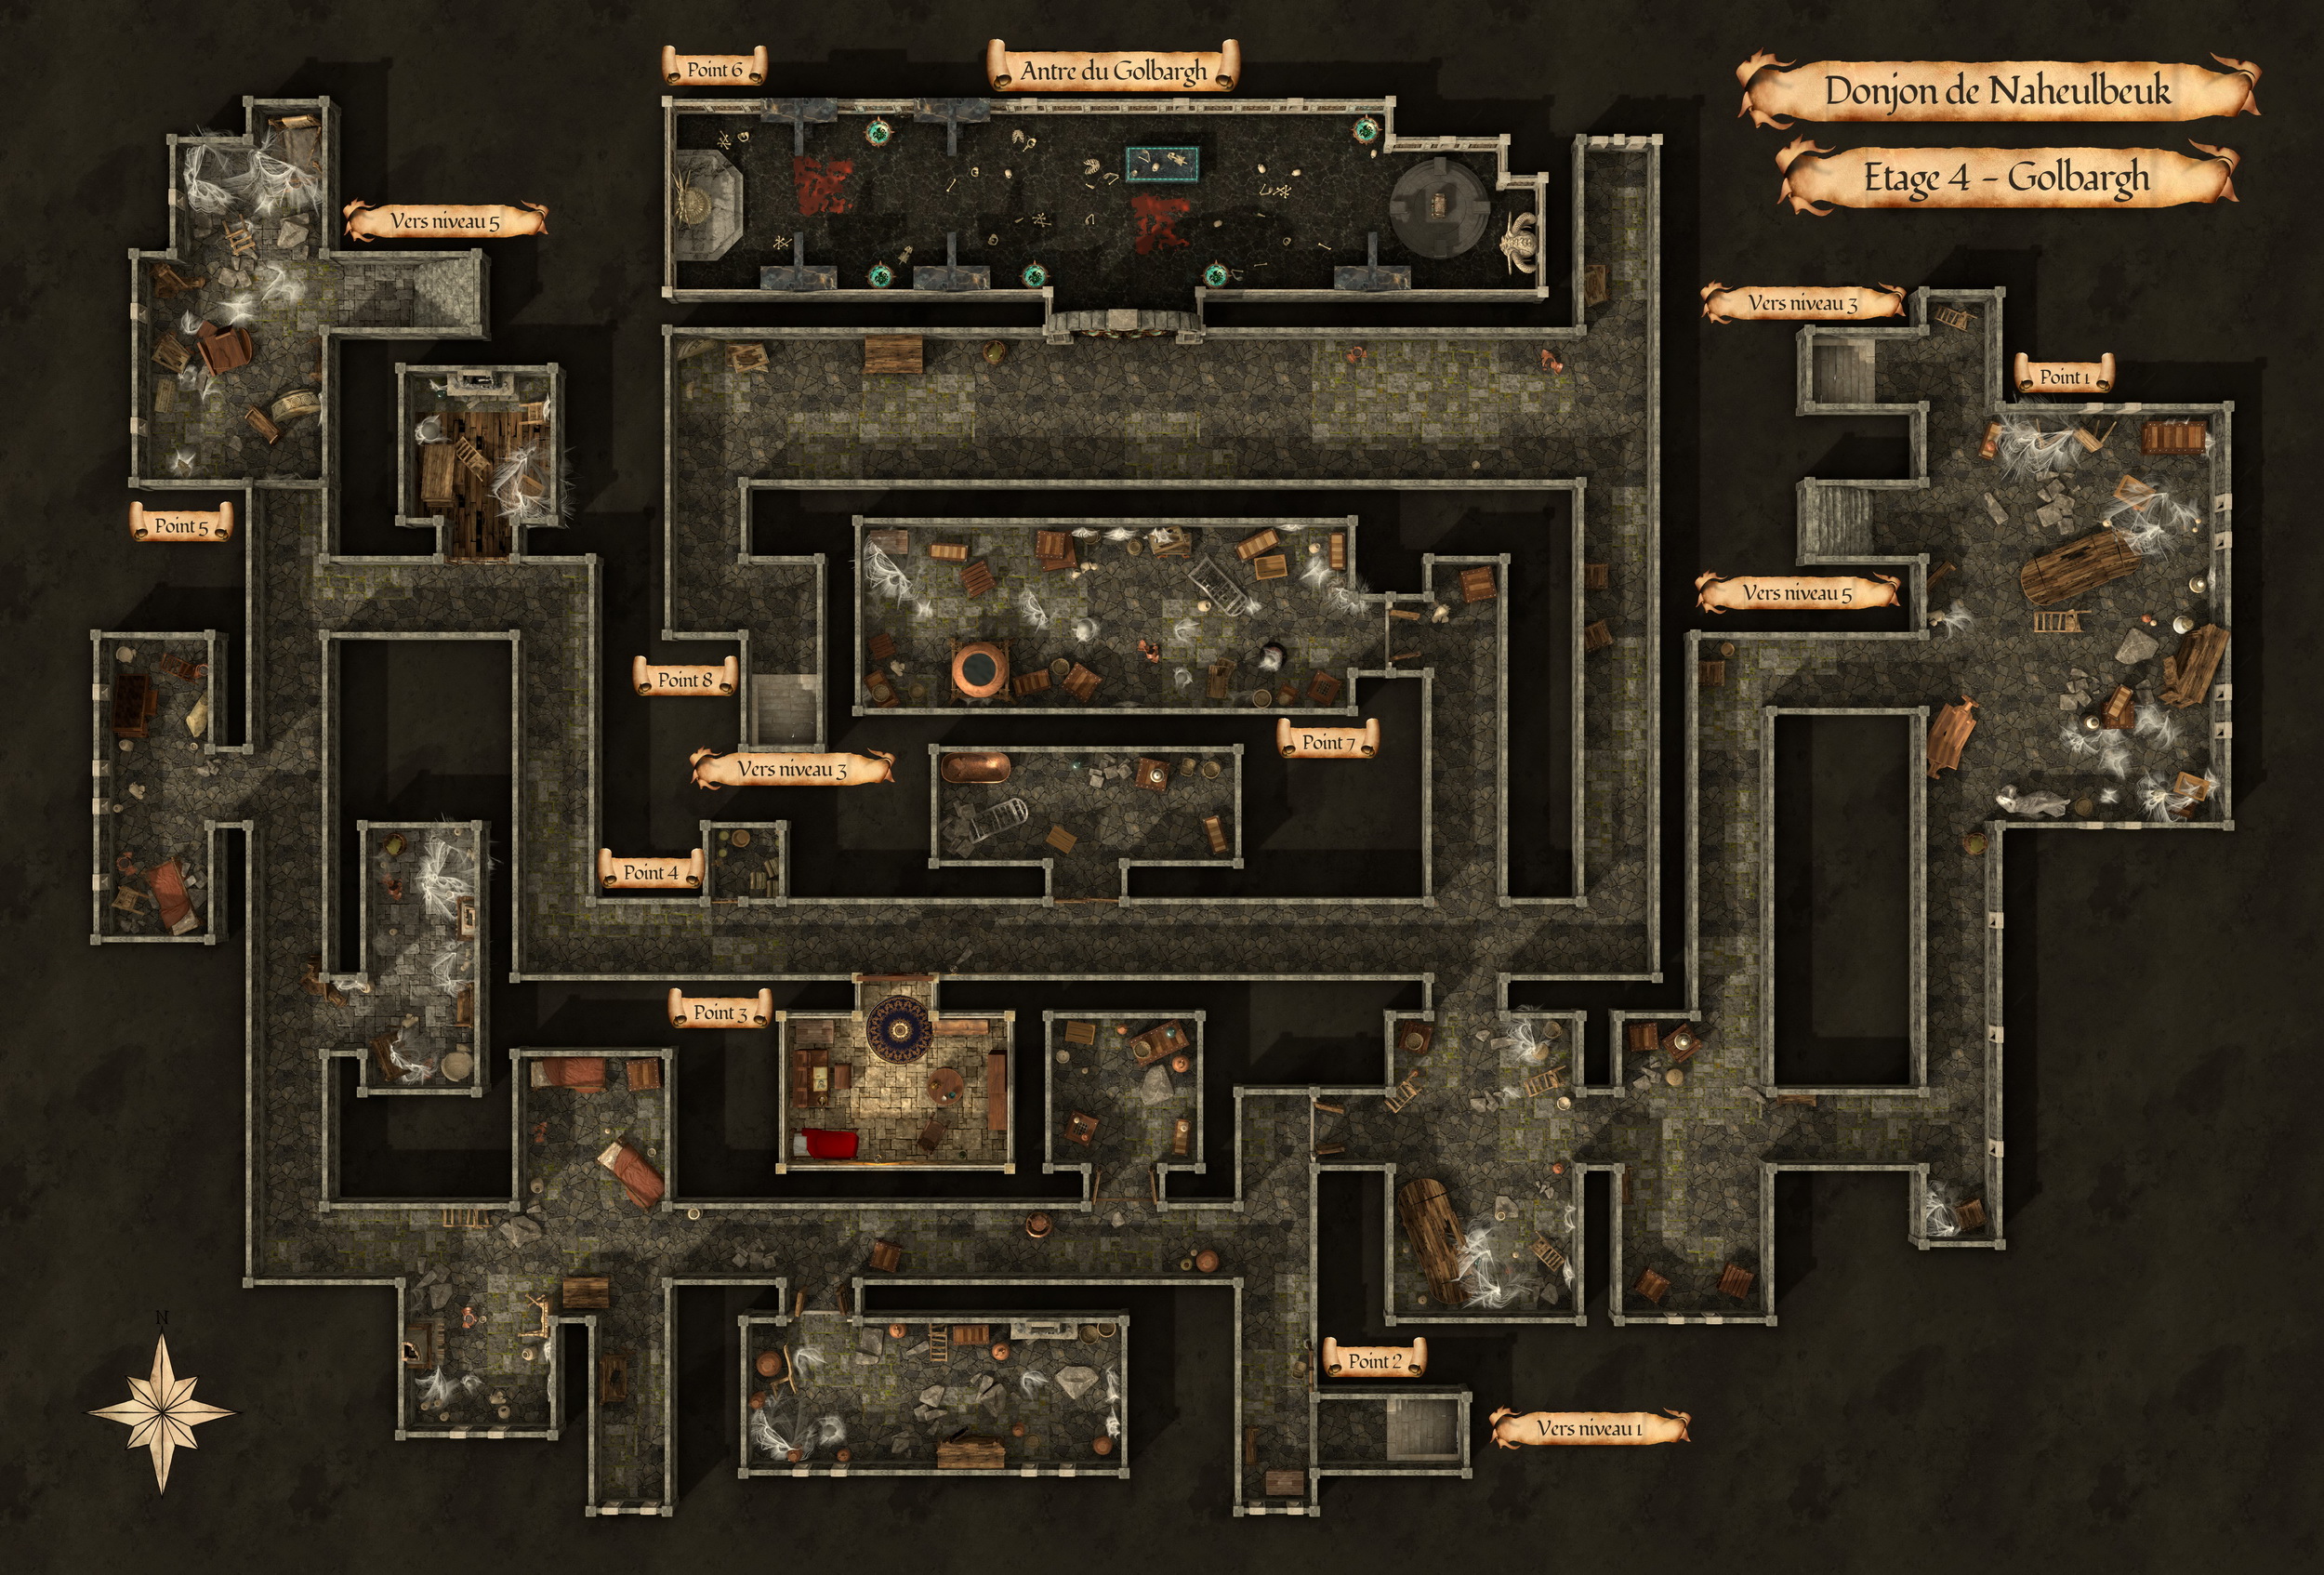 Point 6
Antre du Golbargh
Donjon de Naheulbeuk
Etage 4 - Golbargh
Vers niveau 5
Vers niveau 3
Point 1
Point 5
Vers niveau 5
Point 8
Point 7
Vers niveau 3
Point 4
Point 3
N
Point 2
Vers niveau 1